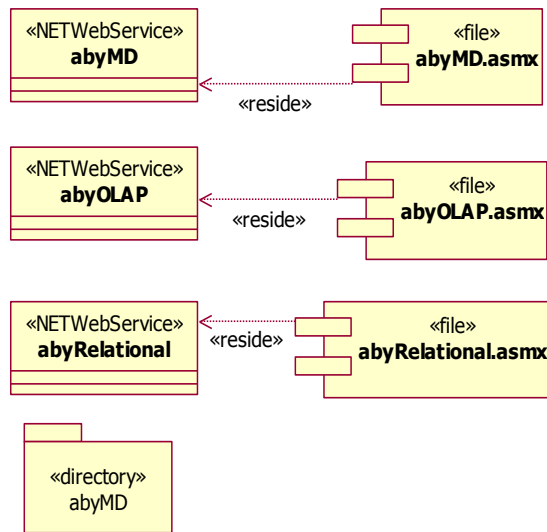 «NETWebService»
abyMD
«file»
abyMD.asmx
«reside»
«NETWebService»
abyOLAP
«file»
abyOLAP.asmx
«reside»
«NETWebService»
abyRelational
«file»
abyRelational.asmx
«reside»
«directory»
abyMD